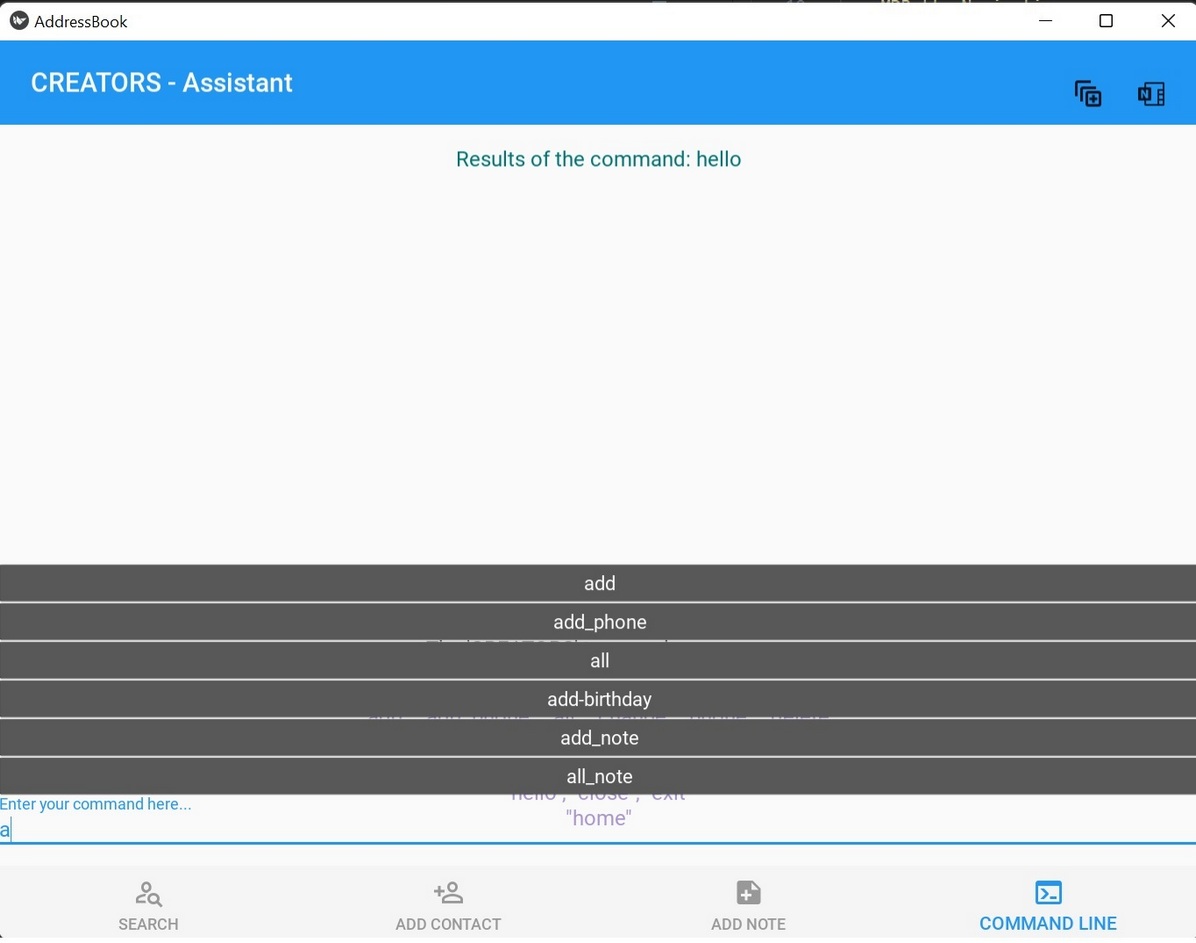 AddressBook
CREATORS - Assistant
Results of the command: hello
add
add_phone
all
add-birthday
add_note
all_note
Enter your command here...
"hello", "close", "exit"
"home"
a
SEARCH
ADD CONTACT
ADD NOTE
COMMAND LINE